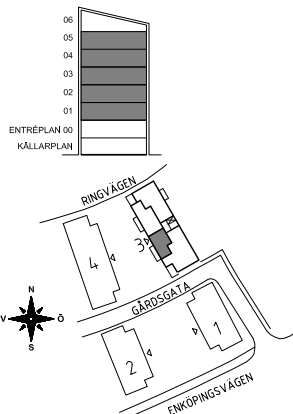 06
05
04
03
02
01
ENTRÉPLAN 00
KÄLLARPLAN
RINGVÄGEN
3
4
N
V Ö
S
GÅRDSGATA
1
2
ENKÖPINGSVÄGEN